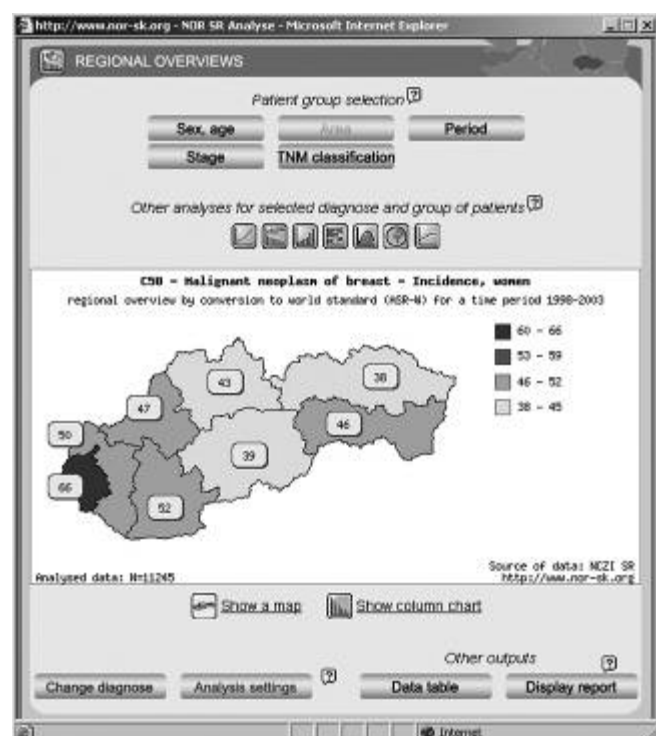 http://www.nor-sk.org - NOR SR Analyse - Microsoft Internet Explorer
REGIONAL OVERVIEWS
Patient group selection ?
Sex, age Area Period
Stage TNM classification
Other analyses for selected diagnose and group of patients ?
C50 - Malignant neoplasm of breast - Incidence, women
regional overview by conversion to world standard (ASR-W) for a time period 1998-2003
60 - 66
53 - 59
46 - 52
38 - 45
43
38
47
46
50
39
66
52
Source of data: NCZI SR
Analysed data: N=11245 http://www.nor-sk.org
Show a map Show column chart
Other outputs
? ?
Change diagnose Analysis settings Data table Display report
Internet